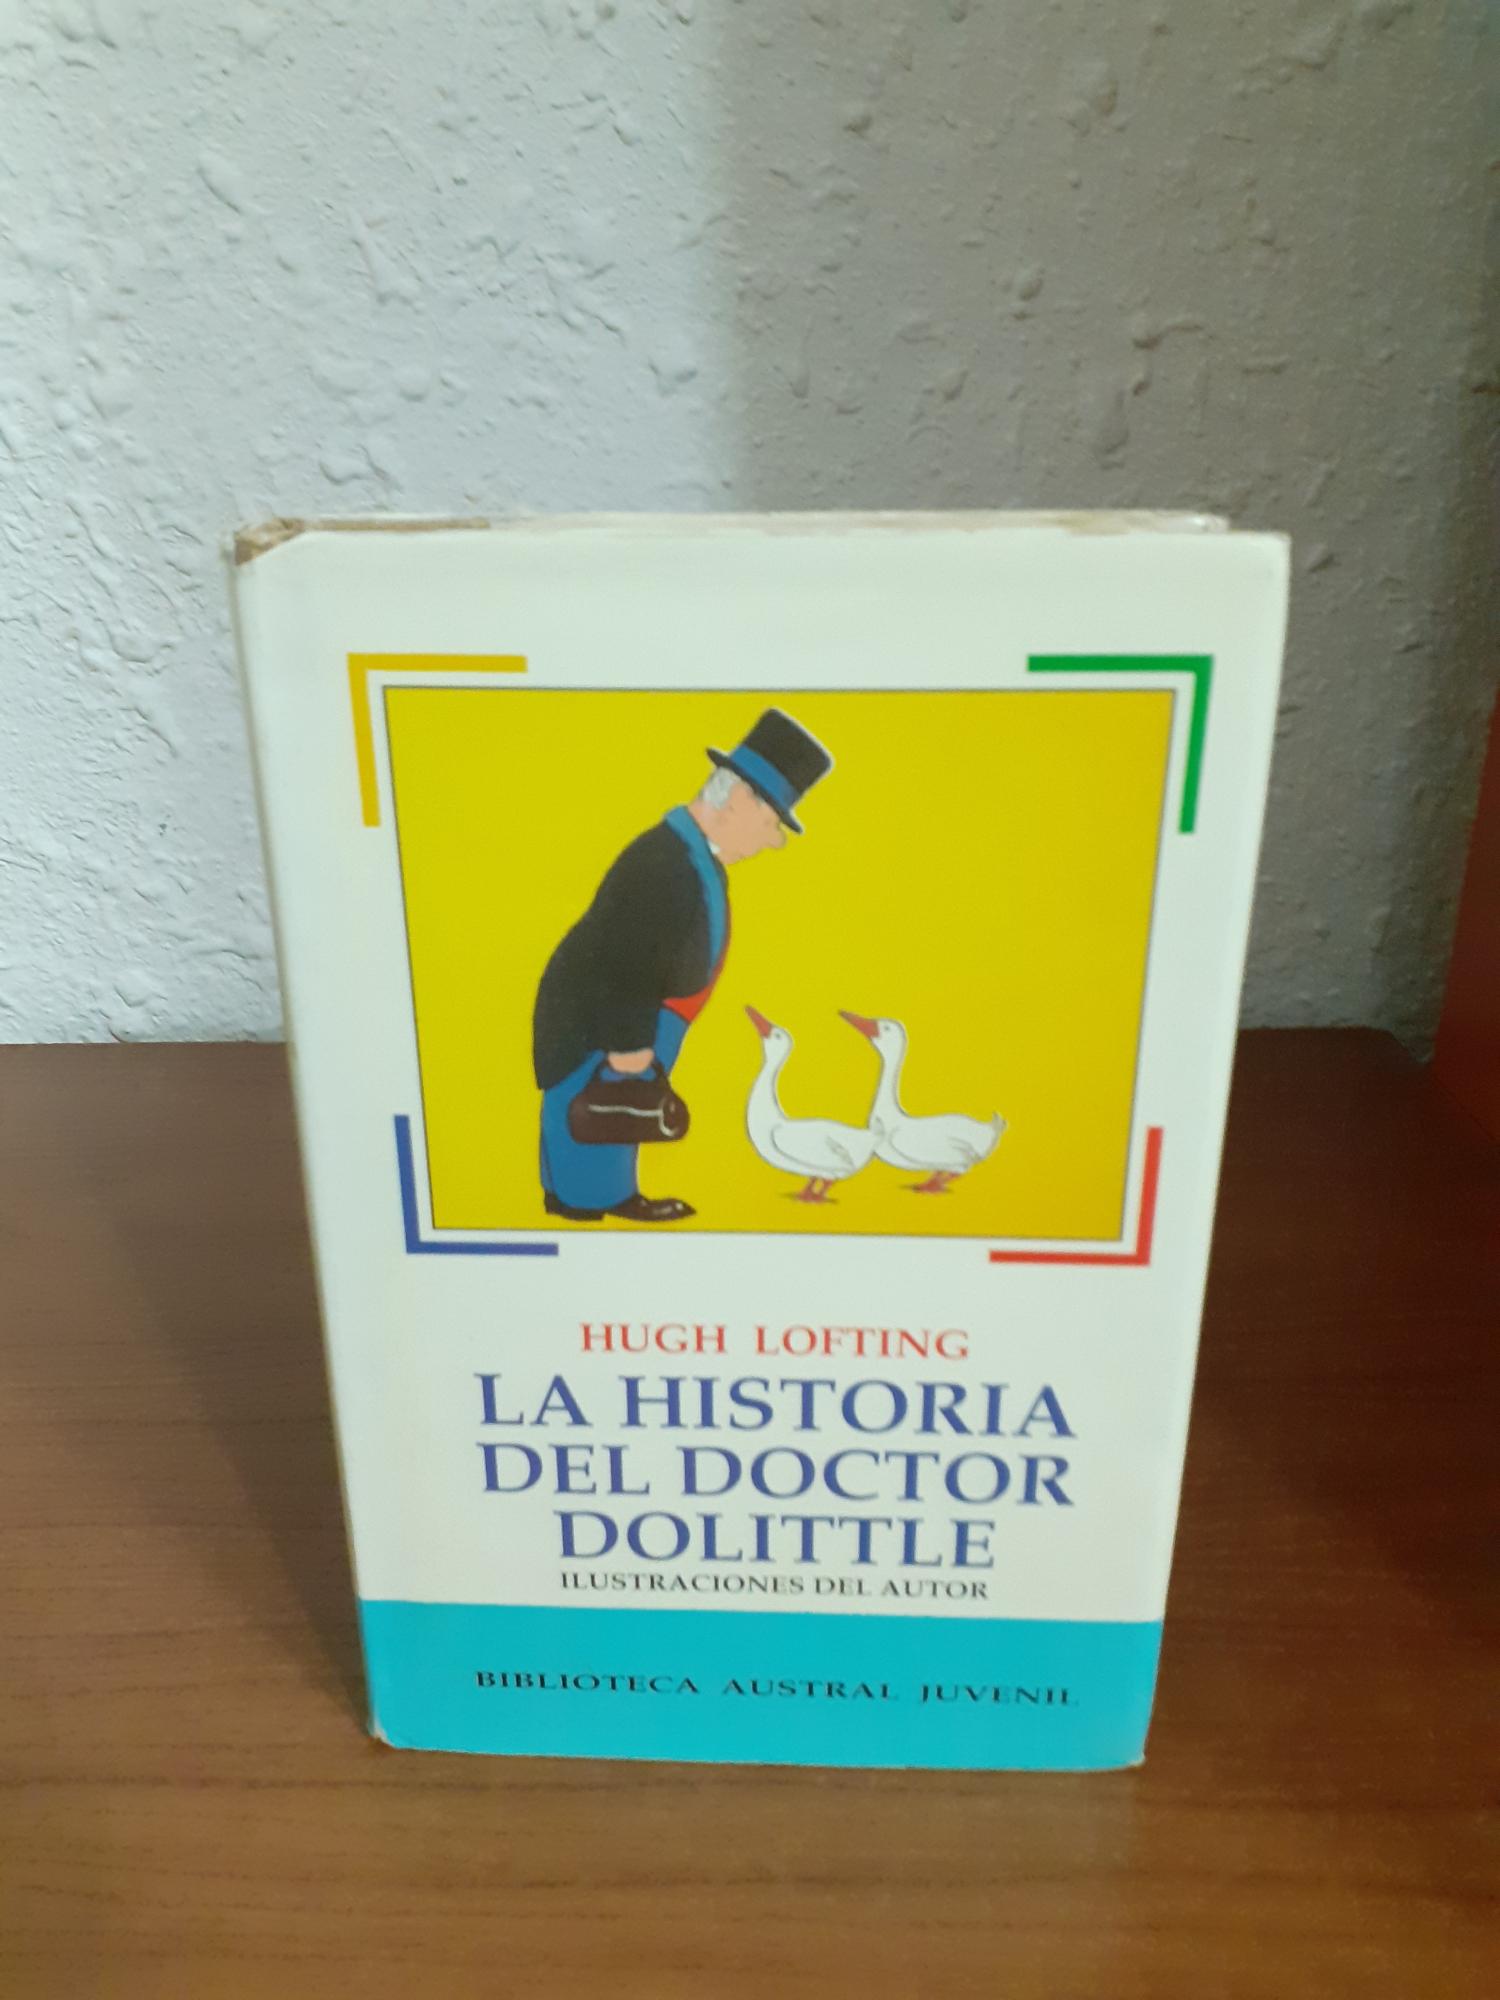 HUGH LOFTING
LA HISTORIA
DEL DOCTOR
DOLITTLE
ILUSTRACIONES DEL AUTOR
BIBLIOTECA AUSTRAL JUVENIL